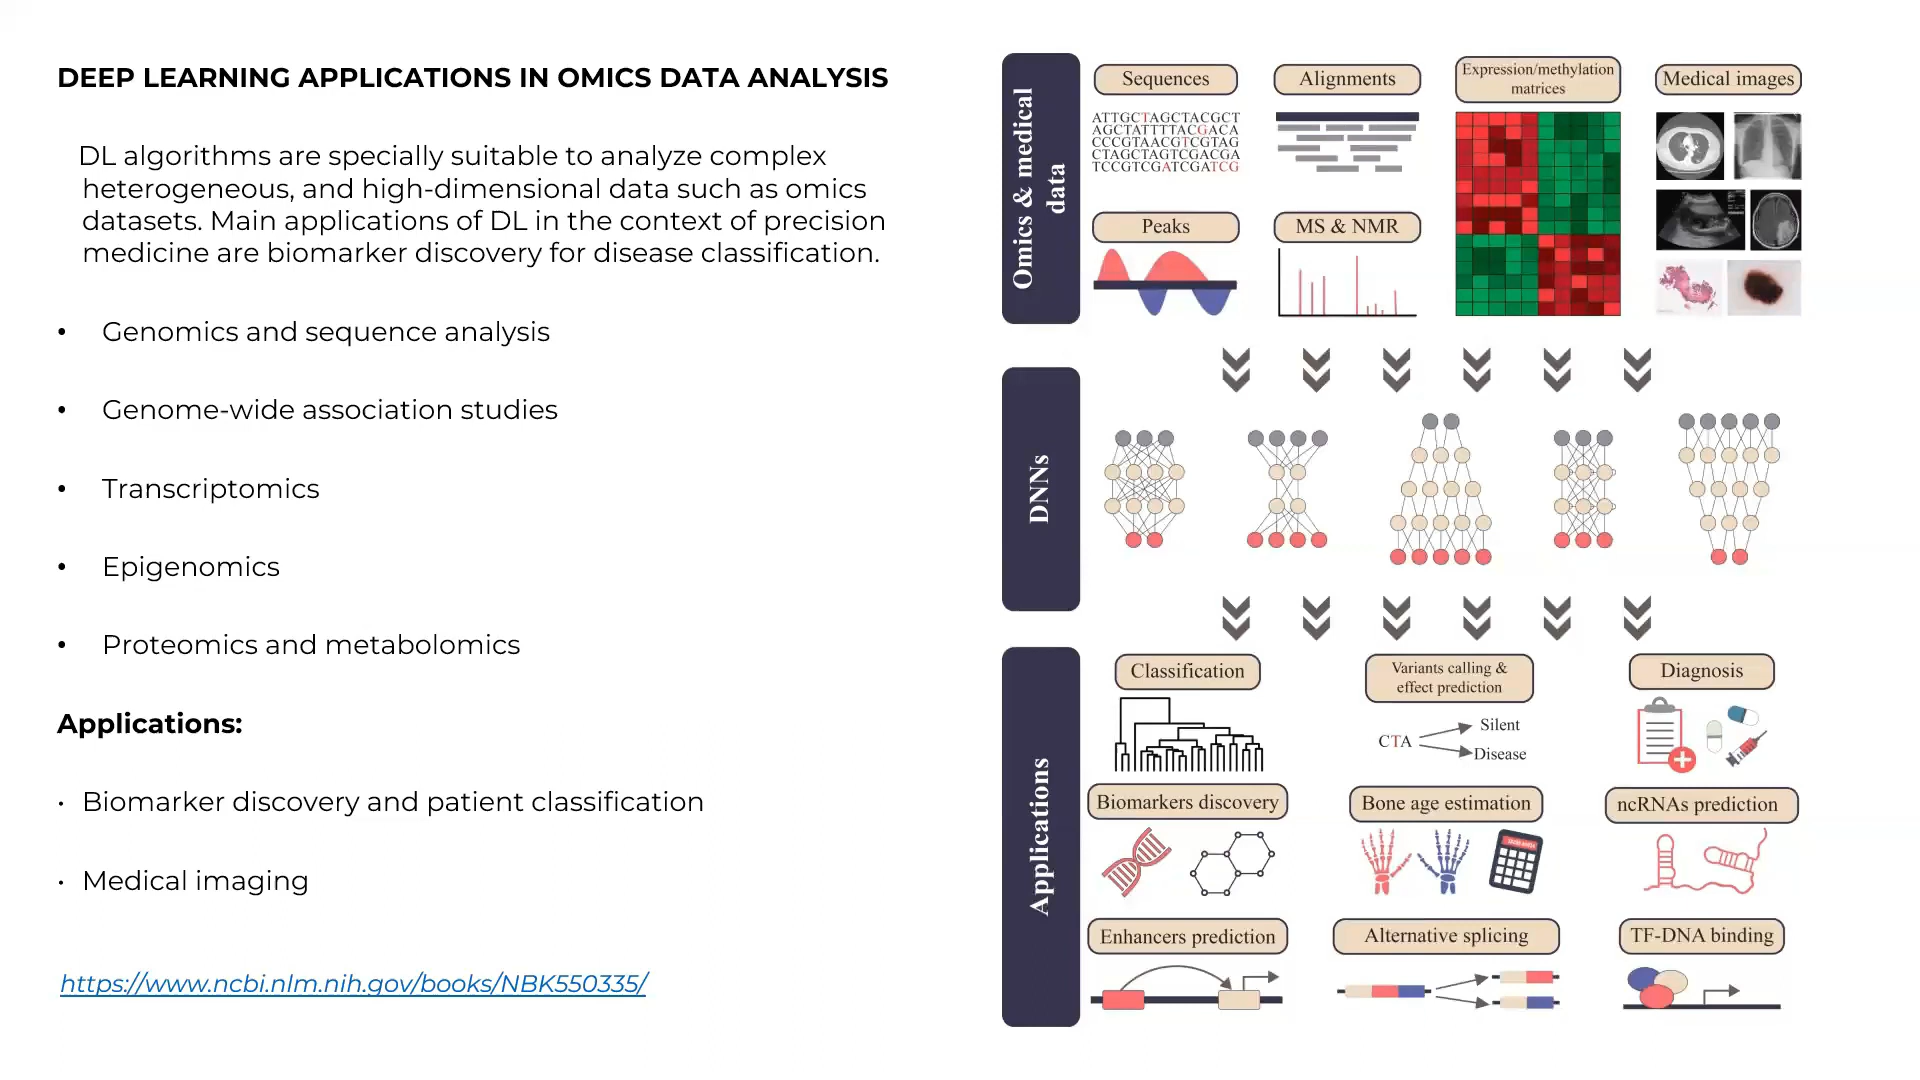 DEEP LEARNING APPLICATIONS IN OMICS DATA ANALYSIS
DL algorithms are specially suitable to analyze complex
heterogeneous, and high-dimensional data such as omics
datasets. Main applications of DL in the context of precision
medicine are biomarker discovery for disease classification.
• Genomics and sequence analysis
• Genome-wide association studies
• Transcriptomics
• Epigenomics
• Proteomics and metabolomics
Applications:
• Biomarker discovery and patient classification
• Medical imaging
https://www.ncbi.nlm.nih.gov/books/NBK550335/
Omics & medical
data
Sequences
ATTGCTAGCTACGCT
AGCTATTTTACGACA
CCCGTAACGTCGTAG
CTAGCTAGTCGACGA
TCCGTCGATCGATCG
Alignments
Expression/methylation
matrices
Medical images
Peaks
MS & NMR
DNNs
Applications
Classification
Variants calling &
effect prediction
CTA
Silent
Disease
Diagnosis
Biomarkers discovery
Bone age estimation
ncRNAs prediction
Enhancers prediction
Alternative splicing
TF-DNA binding